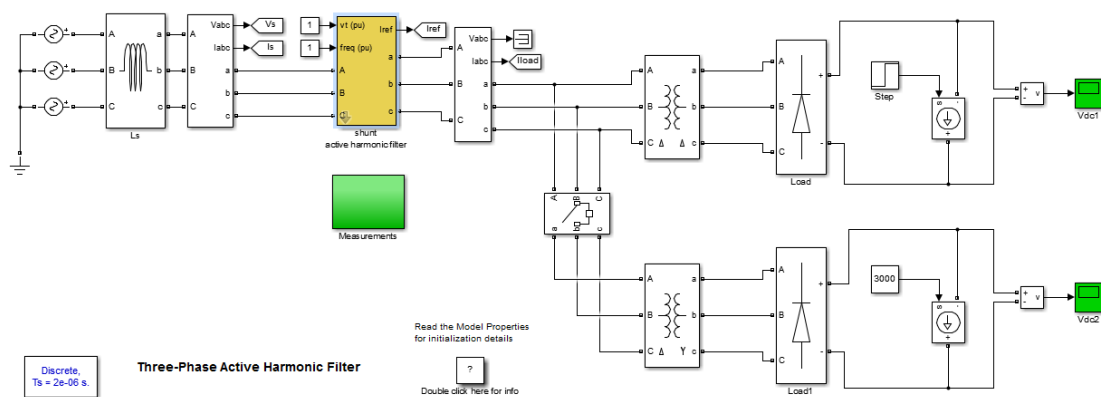 A
B
C
A
B
C
a
b
c
Ls
A
B
C
Vabc
Iabc
a
b
c
Vs
Is
1
1
vt (pu)
freq (pu)
A
B
C
Iref
a
b
c
shunt
active harmonic filter
Iref
A
B
C
Vabc
Iabc
a
b
c
Iload
A
B
C
a
b
c
Δ Δ
A
B
C
+
-
Load
Step
s
-
+
+
-
v
Vdc1
A
B
C
a
b
c
Measurements
A
B
C
a
b
c
Δ Y
A
B
C
+
-
Load1
3000
s
-
+
+
-
v
Vdc2
Read the Model Properties
for initialization details
?
Double click here for info
Discrete,
Ts = 2e-06 s.
Three-Phase Active Harmonic Filter